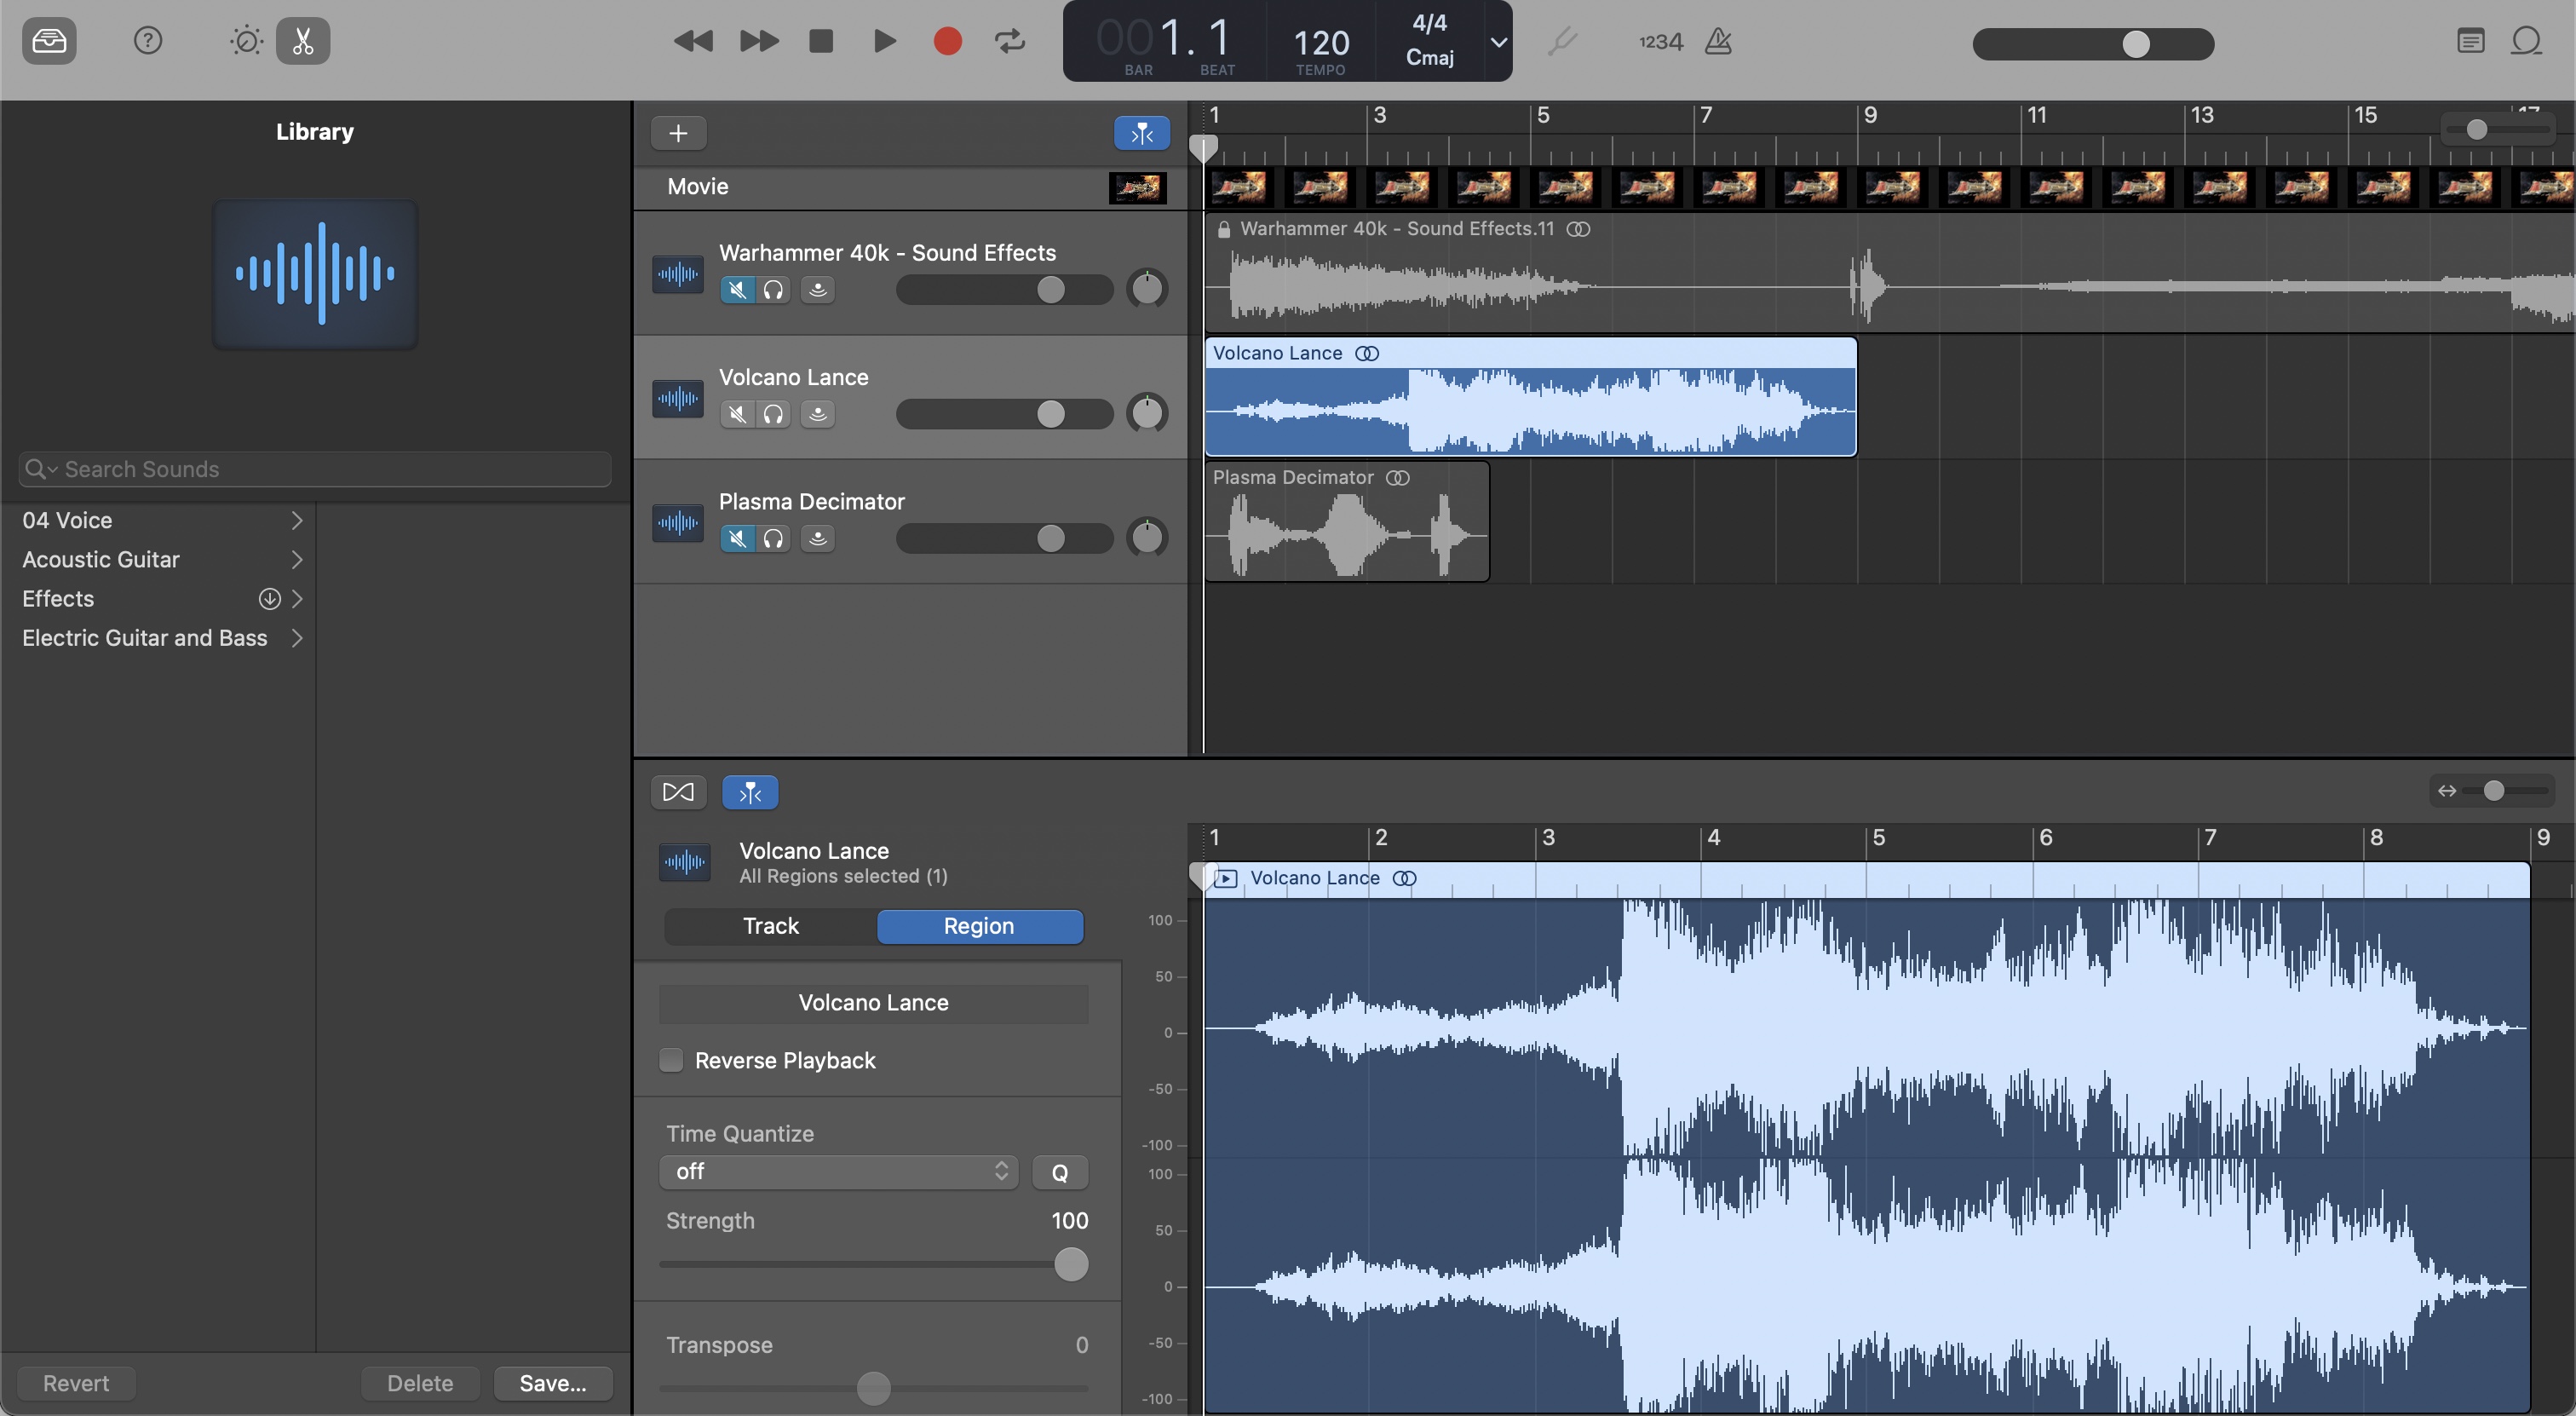 001. 1
BAR
BEAT
120
TEMPO
4/4
Cmaj
1234
Library
Search Sounds
04 Voice
Acoustic Guitar
Effects
Electric Guitar and Bass
Revert
Delete
Save...
1
3
5
7
9
11
13
15
17
Movie
Warhammer 40k - Sound Effects
Warhammer 40k - Sound Effects.11
Volcano Lance
Volcano Lance
Plasma Decimator
Plasma Decimator
Volcano Lance
All Regions selected (1)
Track
Region
Volcano Lance
Reverse Playback
Time Quantize
off
Q
Strength
100
Transpose
0
1
2
3
4
5
6
7
8
9
Volcano Lance
100
50
0
-50
-100
100
50
0
-50
-100